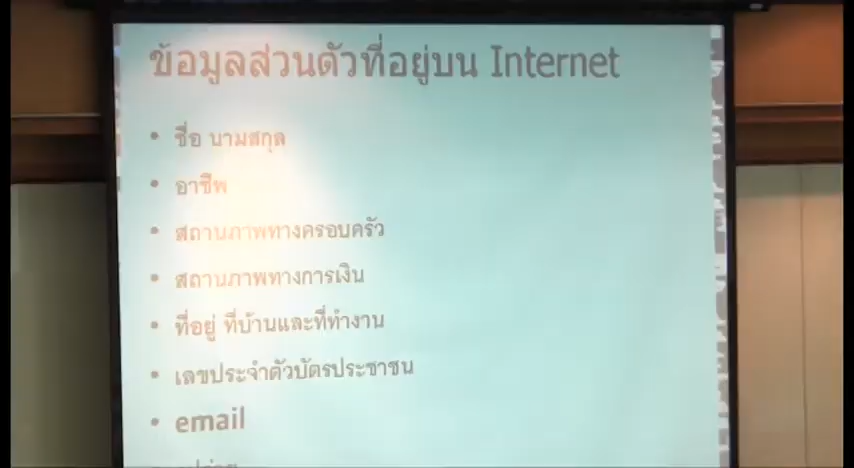 ข้อมูลส่วนตัวที่อยู่บน Internet
• ชื่อ นามสกุล
• อาชีพ
• สถานภาพทางครอบครัว
• สถานภาพทางการเงิน
• ที่อยู่ ที่บ้านและที่ทำงาน
• เลขประจำตัวบัตรประชาชน
• email